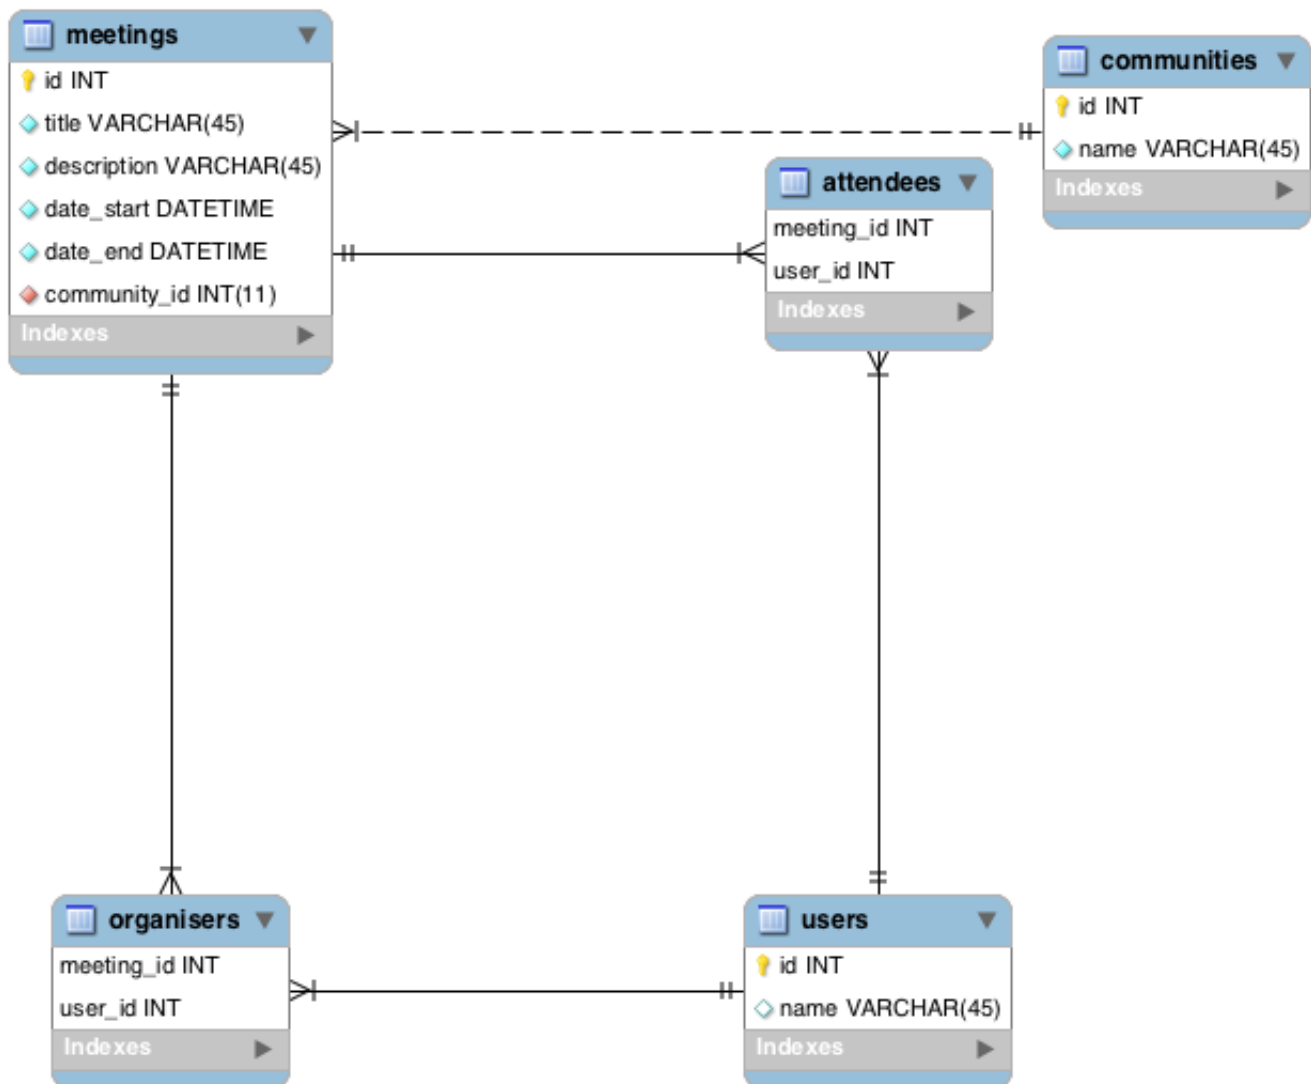 meetings
id INT
title VARCHAR(45)
description VARCHAR(45)
date_start DATETIME
date_end DATETIME
community_id INT(11)
Indexes
communities
id INT
name VARCHAR(45)
Indexes
attendees
meeting_id INT
user_id INT
Indexes
organisers
meeting_id INT
user_id INT
Indexes
users
id INT
name VARCHAR(45)
Indexes